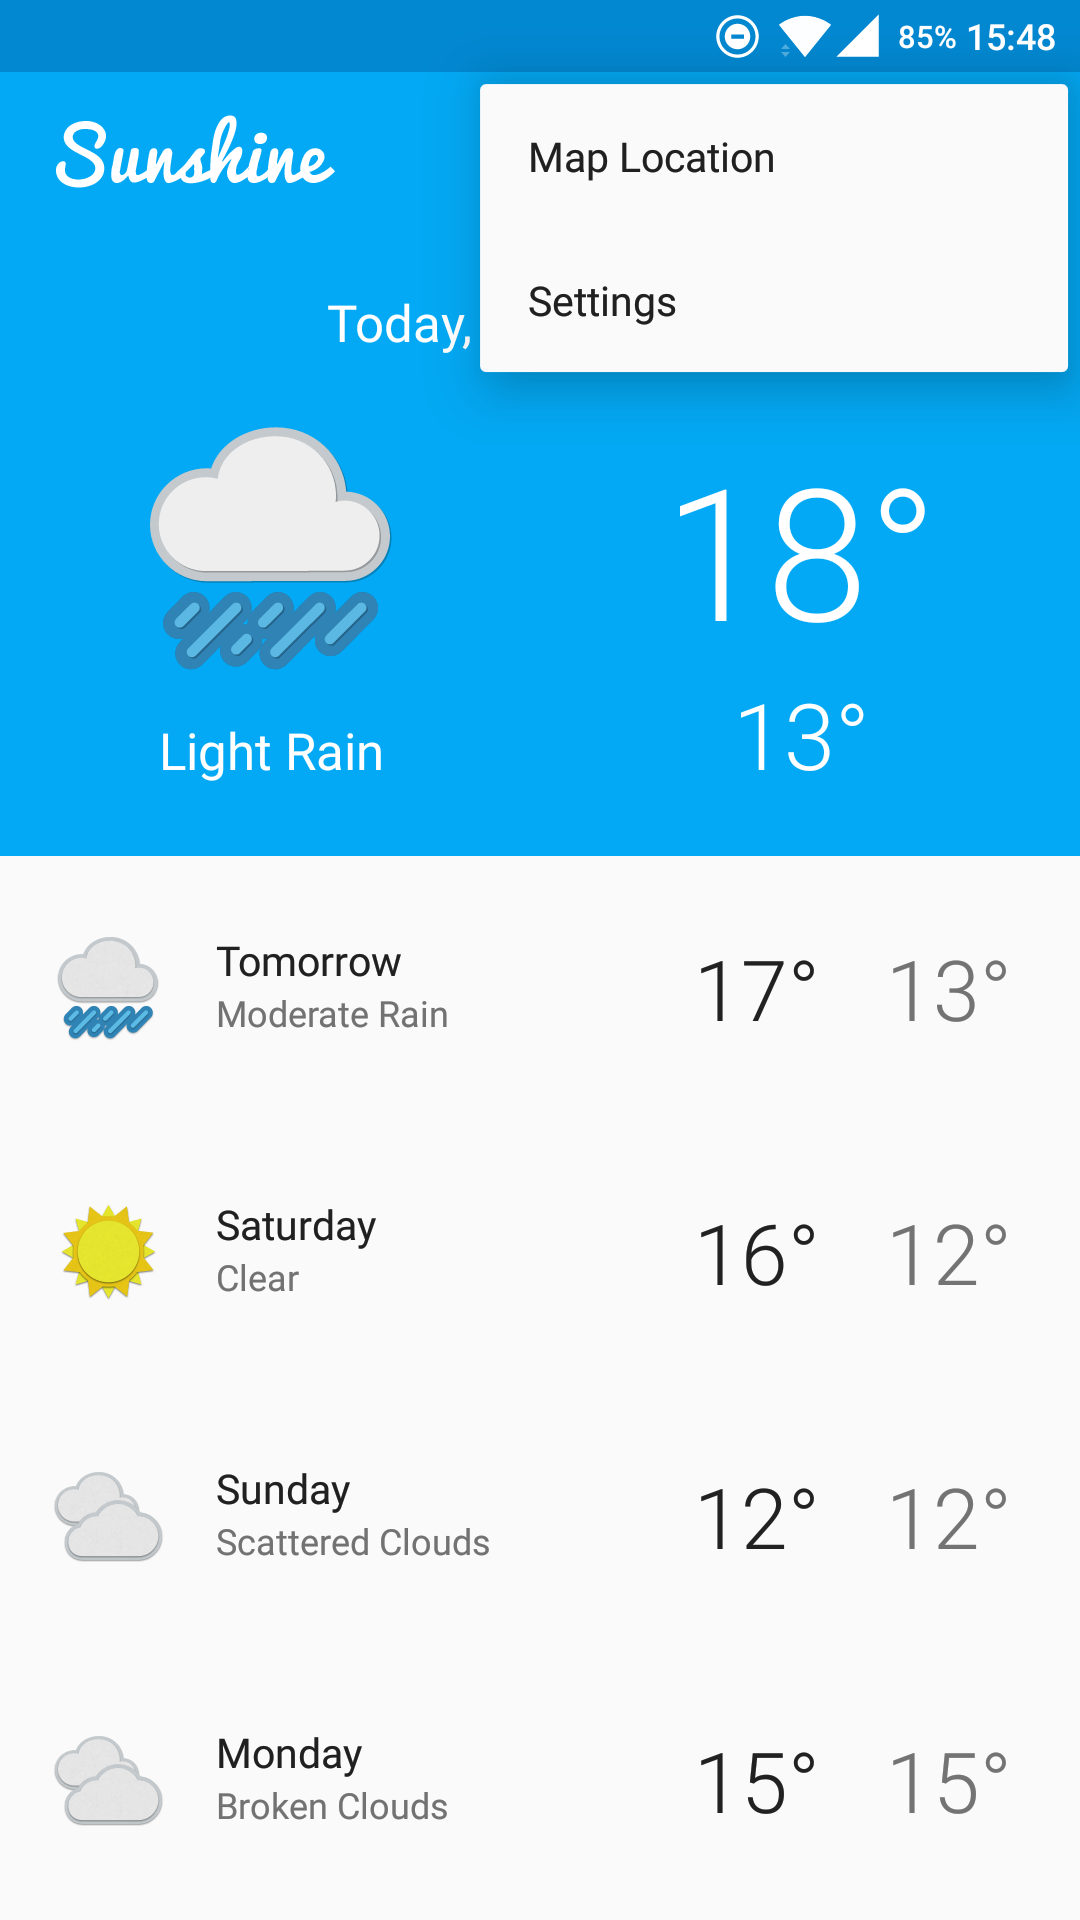 85% 15:48
Sunshine
Map Location
Settings
Today,
18°
13°
Light Rain
Tomorrow
Moderate Rain
17° 13°
Saturday
Clear
16° 12°
Sunday
Scattered Clouds
12° 12°
Monday
Broken Clouds
15° 15°